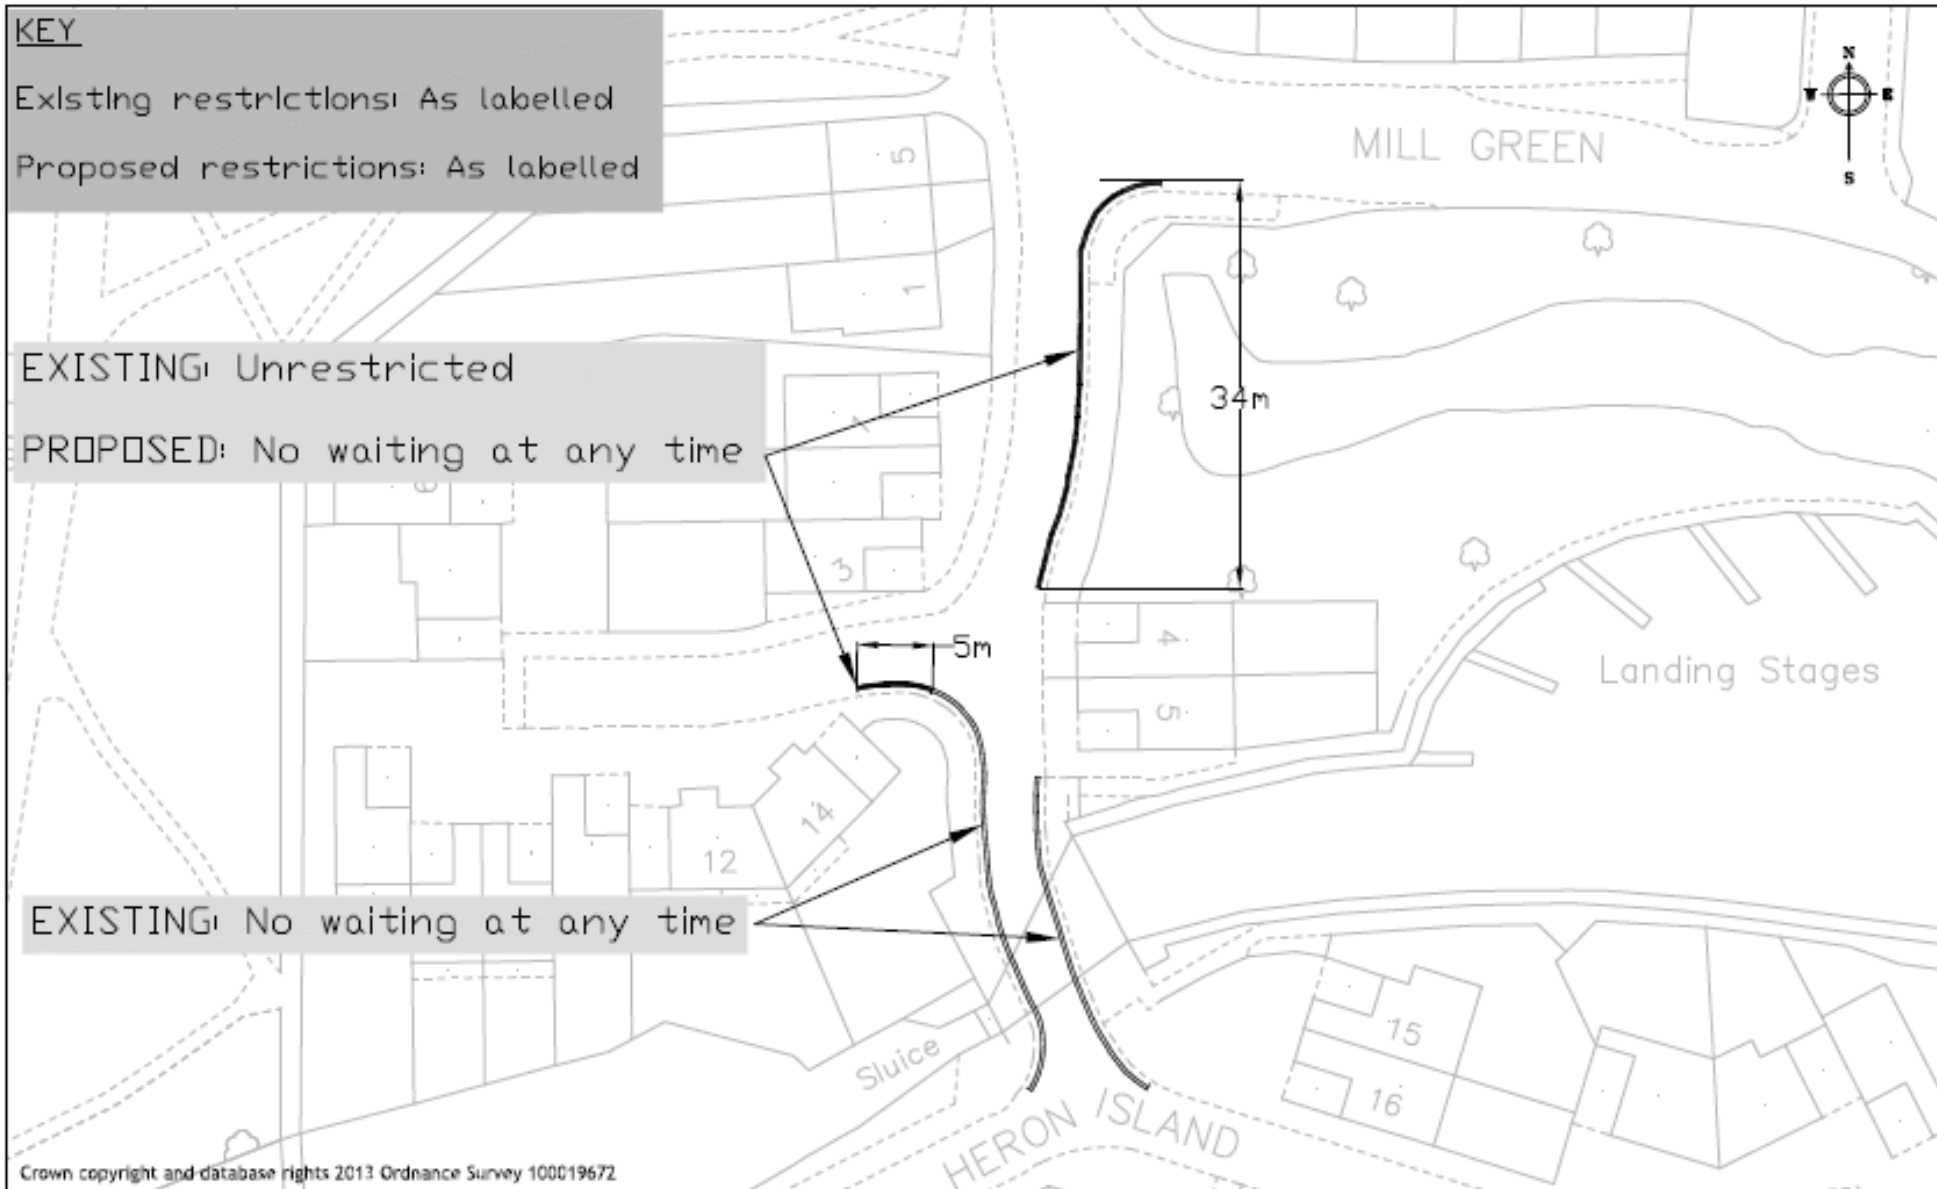 KEY
Existing restrictions: As labelled
Proposed restrictions: As labelled
N
W E
S
MILL GREEN
5
1
EXISTING: Unrestricted
PROPOSED: No waiting at any time
34m
1
3
5m
4
5
Landing Stages
14
12
EXISTING: No waiting at any time
15
16
Sluice
HERON ISLAND
Crown copyright and database rights 2013 Ordnance Survey 100019672